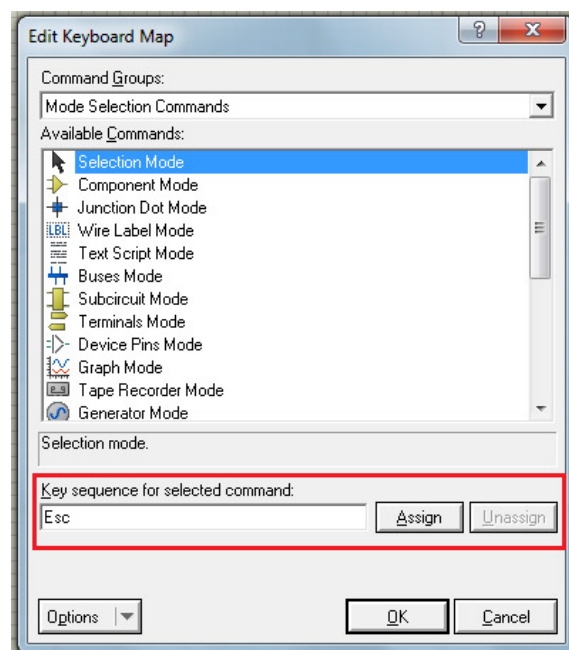 Edit Keyboard Map
?
Command Groups:
Mode Selection Commands
Available Commands:
Selection Mode
Component Mode
Junction Dot Mode
LBL Wire Label Mode
Text Script Mode
Buses Mode
Subcircuit Mode
Terminals Mode
Device Pins Mode
Graph Mode
Tape Recorder Mode
Generator Mode
Selection mode.
Key sequence for selected command:
Esc Assign Unassign
Options OK Cancel